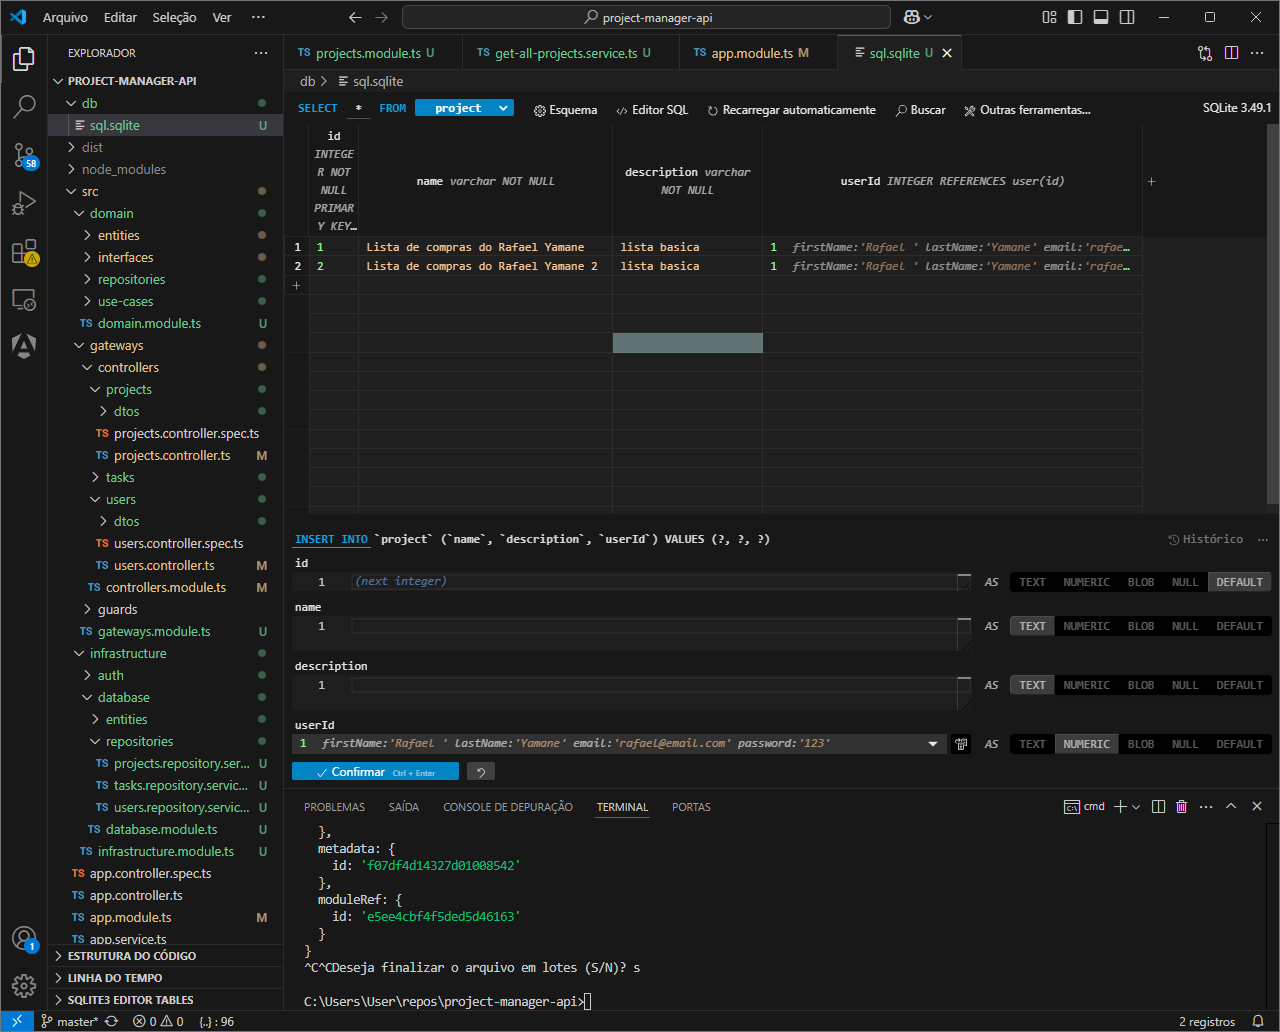 Arquivo Editar Seleção Ver ···
project-manager-api
EXPLORADOR ···
PROJECT-MANAGER-API
db
sql.sqlite U
dist
node_modules
src
domain
entities
interfaces
repositories
use-cases
domain.module.ts U
gateways
controllers
projects
dtos
projects.controller.spec.ts
projects.controller.ts M
tasks
users
dtos
users.controller.spec.ts
users.controller.ts M
controllers.module.ts M
guards
gateways.module.ts U
infrastructure
auth
database
entities
repositories
projects.repository.ser... U
tasks.repository.servic... U
users.repository.servic... U
database.module.ts U
infrastructure.module.ts U
app.controller.spec.ts
app.controller.ts
app.module.ts M
app.service.ts
ESTRUTURA DO CÓDIGO
LINHA DO TEMPO
SQLITE3 EDITOR TABLES
58
1
TS projects.module.ts U
TS get-all-projects.service.ts U
TS app.module.ts M
sql.sqlite U
db > sql.sqlite
SELECT * FROM project Esquema Editor SQL Recarregar automaticamente Buscar Outras ferramentas... SQLite 3.49.1
id INTEGER NOT NULL PRIMARY KEY…
name varchar NOT NULL
description varchar NOT NULL
userId INTEGER REFERENCES user(id)
+
1 1 Lista de compras do Rafael Yamane lista basica 1 firstName:'Rafael ' lastName:'Yamane' email:'rafae…
2 2 Lista de compras do Rafael Yamane 2 lista basica 1 firstName:'Rafael ' lastName:'Yamane' email:'rafae…
+
INSERT INTO `project` (`name`, `description`, `userId`) VALUES (?, ?, ?) Histórico ···
id
1 (next integer) AS TEXT NUMERIC BLOB NULL DEFAULT
name
1 AS TEXT NUMERIC BLOB NULL DEFAULT
description
1 AS TEXT NUMERIC BLOB NULL DEFAULT
userId
1 firstName:'Rafael ' lastName:'Yamane' email:'rafael@email.com' password:'123' AS TEXT NUMERIC BLOB NULL DEFAULT
Confirmar Ctrl + Enter
PROBLEMAS SAÍDA CONSOLE DE DEPURAÇÃO TERMINAL PORTAS cmd
},
metadata: {
id: 'f07df4d14327d01008542'
},
moduleRef: {
id: 'e5ee4cbf4f5ded5d46163'
}
}
^C^CDeseja finalizar o arquivo em lotes (S/N)? s
C:\Users\User\repos\project-manager-api>
master* 0 0 {..} : 96 2 registros